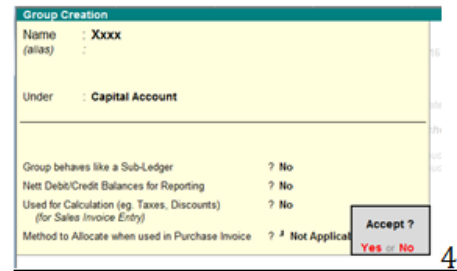 Group Creation
Name : Xxxx
(alias) :
Under : Capital Account
Group behaves like a Sub-Ledger ? No
Nett Debit/Credit Balances for Reporting ? No
Used for Calculation (eg. Taxes, Discounts) ? No
(for Sales Invoice Entry)
Method to Allocate when used in Purchase Invoice ? Not Applicab
Accept ?
Yes or No
4